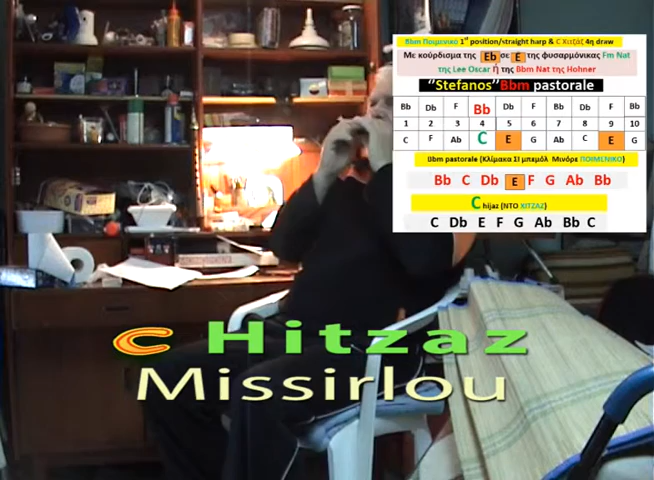 Bbm Ποιμενικό 1st position/straight harp & C Χιτζάζ 4η draw
Με κούρδισμα της Eb σε E της φυσαρμόνικας Fm Nat
της Lee Oscar ή της Bbm Nat της Hohner
"Stefanos" Bbm pastorale
Bb Db F Bb Db F Bb Db F Bb
1 2 3 4 5 6 7 8 9 10
C F Ab C E G Ab C E G
Bbm pastorale (Κλίμακα ΣΙ μπεμόλ Μινόρε ΠΟΙΜΕΝΙΚΟ)
Bb C Db E F G Ab Bb
C hijaz (ΝΤΟ ΧΙΤΖΑΖ)
C Db E F G Ab Bb C
C Hitzaz
Missirlou